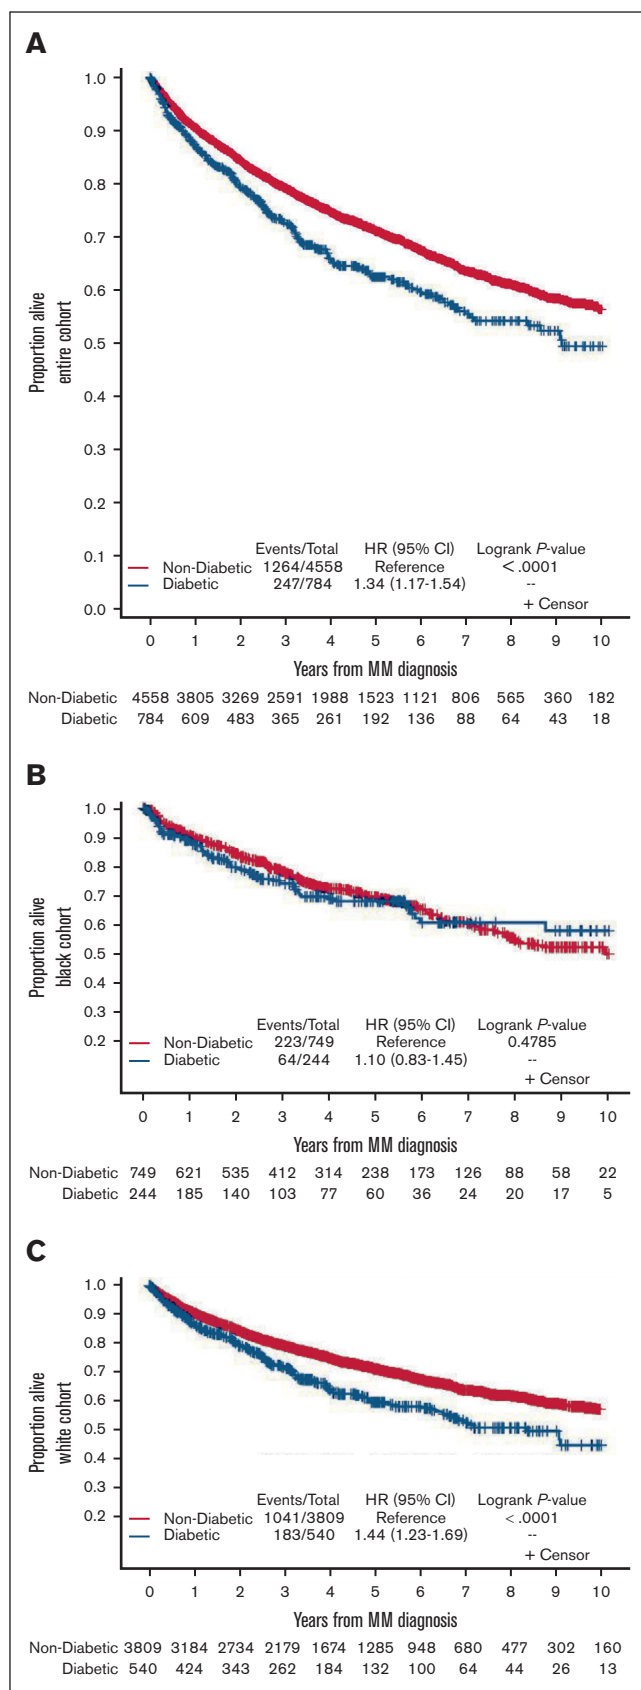 A
1.0
0.9
0.8
0.7
0.6
0.5
0.4
0.3
0.2
0.1
0.0
Proportion alive
entire cohort
Events/Total HR (95% CI) Logrank P-value
Non-Diabetic 1264/4558 Reference <.0001
Diabetic 247/784 1.34 (1.17-1.54) --
+ Censor
0 1 2 3 4 5 6 7 8 9 10
Years from MM diagnosis
Non-Diabetic 4558 3805 3269 2591 1988 1523 1121 806 565 360 182
Diabetic 784 609 483 365 261 192 136 88 64 43 18
B
1.0
0.9
0.8
0.7
0.6
0.5
0.4
0.3
0.2
Proportion alive
black cohort
Events/Total HR (95% CI) Logrank P-value
Non-Diabetic 223/749 Reference 0.4785
Diabetic 64/244 1.10 (0.83-1.45) --
+ Censor
0 1 2 3 4 5 6 7 8 9 10
Years from MM diagnosis
Non-Diabetic 749 621 535 412 314 238 173 126 88 58 22
Diabetic 244 185 140 103 77 60 36 24 20 17 5
C
1.0
0.9
0.8
0.7
0.6
0.5
0.4
0.3
0.2
Proportion alive
white cohort
Events/Total HR (95% CI) Logrank P-value
Non-Diabetic 1041/3809 Reference <.0001
Diabetic 183/540 1.44 (1.23-1.69) --
+ Censor
0 1 2 3 4 5 6 7 8 9 10
Years from MM diagnosis
Non-Diabetic 3809 3184 2734 2179 1674 1285 948 680 477 302 160
Diabetic 540 424 343 262 184 132 100 64 44 26 13